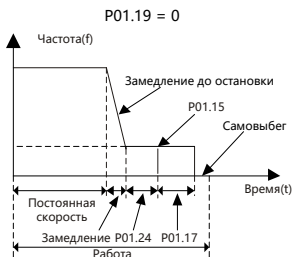 P01.19 = 0
Частота(f)
Замедление до остановки
P01.15
Самовыбег
Время(t)
Постоянная
скорость
Замедление P01.24 P01.17
Работа